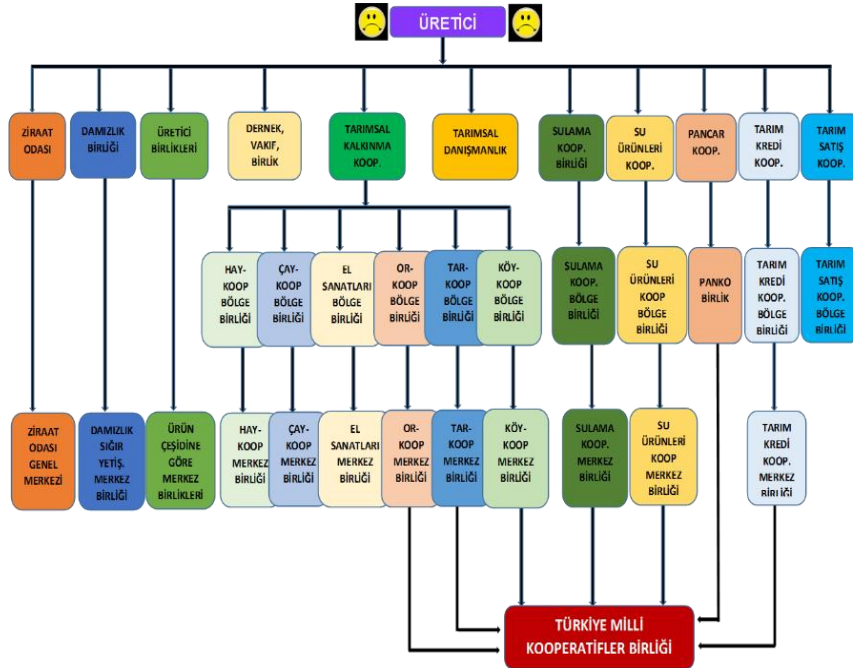 ÜRETİCİ
ZİRAAT
ODASI
DAMIZLIK
BİRLİĞİ
ÜRETİCİ
BİRLİKLERİ
DERNEK,
VAKIF,
BİRLİK
TARIMSAL
KALKINMA
KOOP.
TARIMSAL
DANIŞMANLIK
SULAMA
KOOP.
BİRLİĞİ
SU
ÜRÜNLERİ
KOOP.
PANCAR
KOOP.
TARIM
KREDİ
KOOP.
TARIM
SATIŞ
KOOP.
HAY-
KOOP
BÖLGE
BİRLİĞİ
ÇAY-
KOOP
BÖLGE
BİRLİĞİ
EL
SANATLARI
BÖLGE
BİRLİĞİ
OR-
KOOP
BÖLGE
BİRLİĞİ
TAR-
KOOP
BÖLGE
BİRLİĞİ
KÖY-
KOOP
BÖLGE
BİRLİĞİ
SULAMA
KOOP.
BÖLGE
BİRLİĞİ
SU
ÜRÜNLERİ
KOOP
BÖLGE
BİRLİĞİ
PANKO
BİRLİK
TARIM
KREDİ
KOOP.
BÖLGE
BİRLİĞİ
TARIM
SATIŞ
KOOP.
BÖLGE
BİRLİĞİ
ZİRAAT
ODASI
GENEL
MERKEZİ
DAMIZLIK
SIĞIR
YETİŞ.
MERKEZ
BİRLİĞİ
ÜRÜN
ÇEŞİDİNE
GÖRE
MERKEZ
BİRLİKLERİ
HAY-
KOOP
MERKEZ
BİRLİĞİ
ÇAY-
KOOP
MERKEZ
BİRLİĞİ
EL
SANATLARI
MERKEZ
BİRLİĞİ
OR-
KOOP
MERKEZ
BİRLİĞİ
TAR-
KOOP
MERKEZ
BİRLİĞİ
KÖY-
KOOP
MERKEZ
BİRLİĞİ
SULAMA
KOOP.
MERKEZ
BİRLİĞİ
SU
ÜRÜNLERİ
KOOP
MERKEZ
BİRLİĞİ
TARIM
KREDİ
KOOP.
MERKEZ
BİRLİĞİ
TÜRKİYE MİLLİ
KOOPERATİFLER BİRLİĞİ